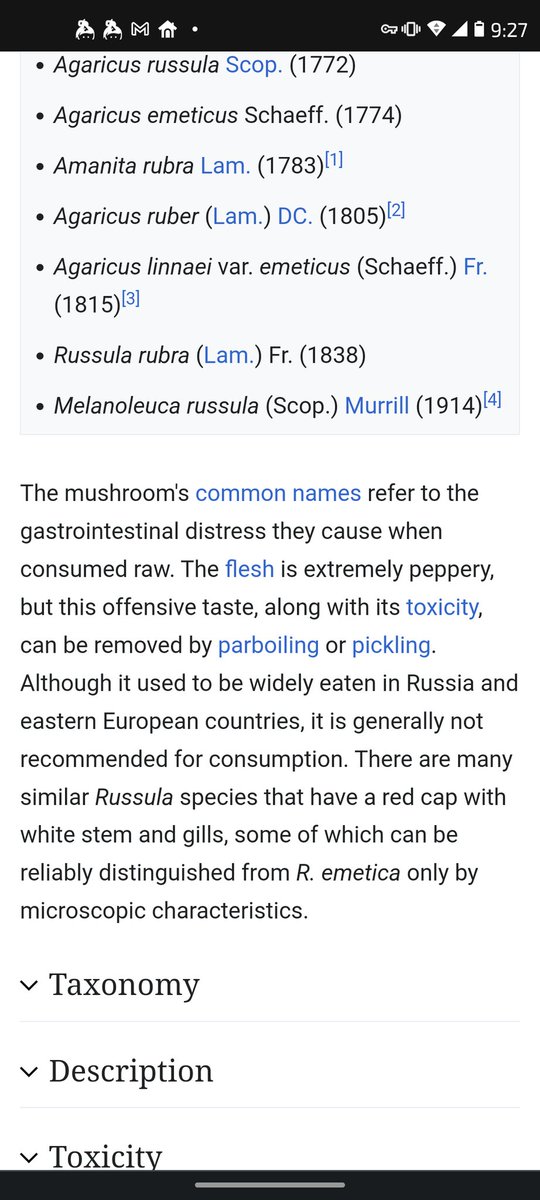 9:27
• Agaricus russula Scop. (1772)
• Agaricus emeticus Schaeff. (1774)
• Amanita rubra Lam. (1783)[1]
• Agaricus ruber (Lam.) DC. (1805)[2]
• Agaricus linnaei var. emeticus (Schaeff.) Fr.
(1815)[3]
• Russula rubra (Lam.) Fr. (1838)
• Melanoleuca russula (Scop.) Murrill (1914)[4]
The mushroom's common names refer to the
gastrointestinal distress they cause when
consumed raw. The flesh is extremely peppery,
but this offensive taste, along with its toxicity,
can be removed by parboiling or pickling.
Although it used to be widely eaten in Russia and
eastern European countries, it is generally not
recommended for consumption. There are many
similar Russula species that have a red cap with
white stem and gills, some of which can be
reliably distinguished from R. emetica only by
microscopic characteristics.
Taxonomy
Description
Toxicity